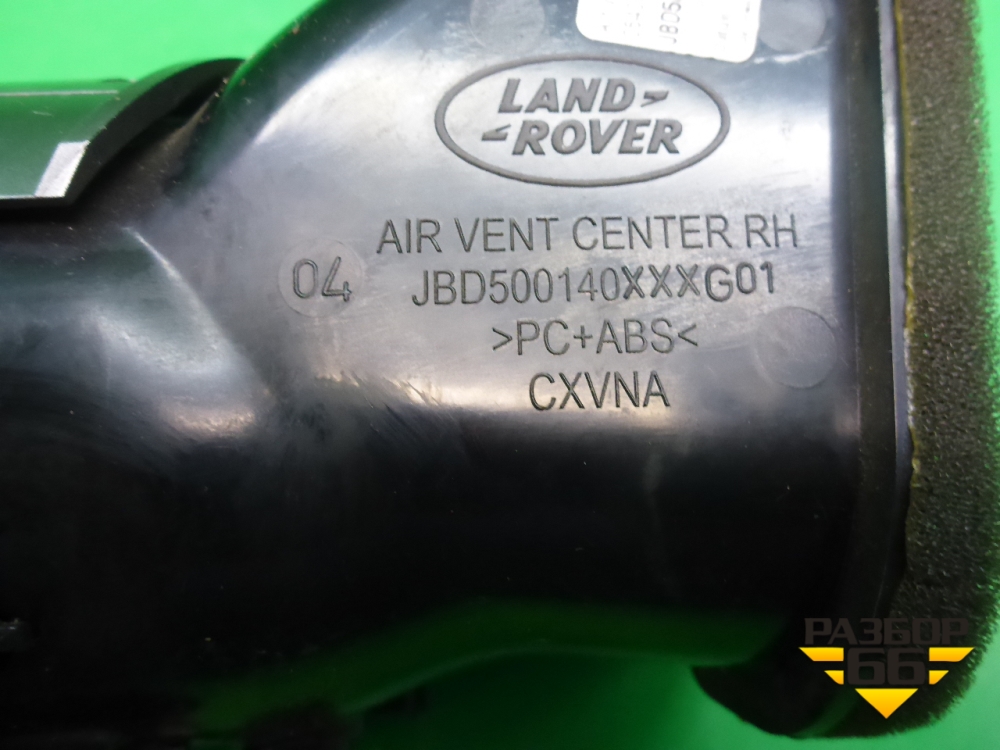 LAND
ROVER
AIR VENT CENTER RH
04
JBD500140XXXG01
>PC+ABS<
CXVNA
РАЗБОР
66